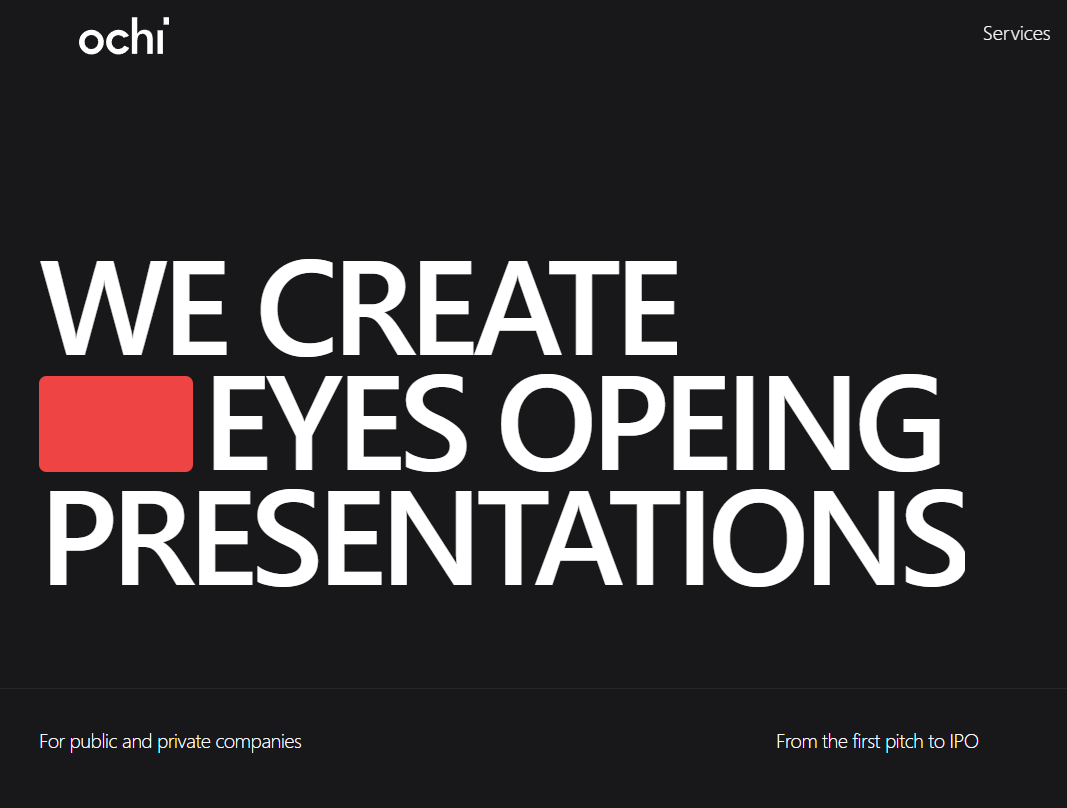 ochi
Services
WE CREATE
EYES OPEING
PRESENTATIONS
For public and private companies
From the first pitch to IPO